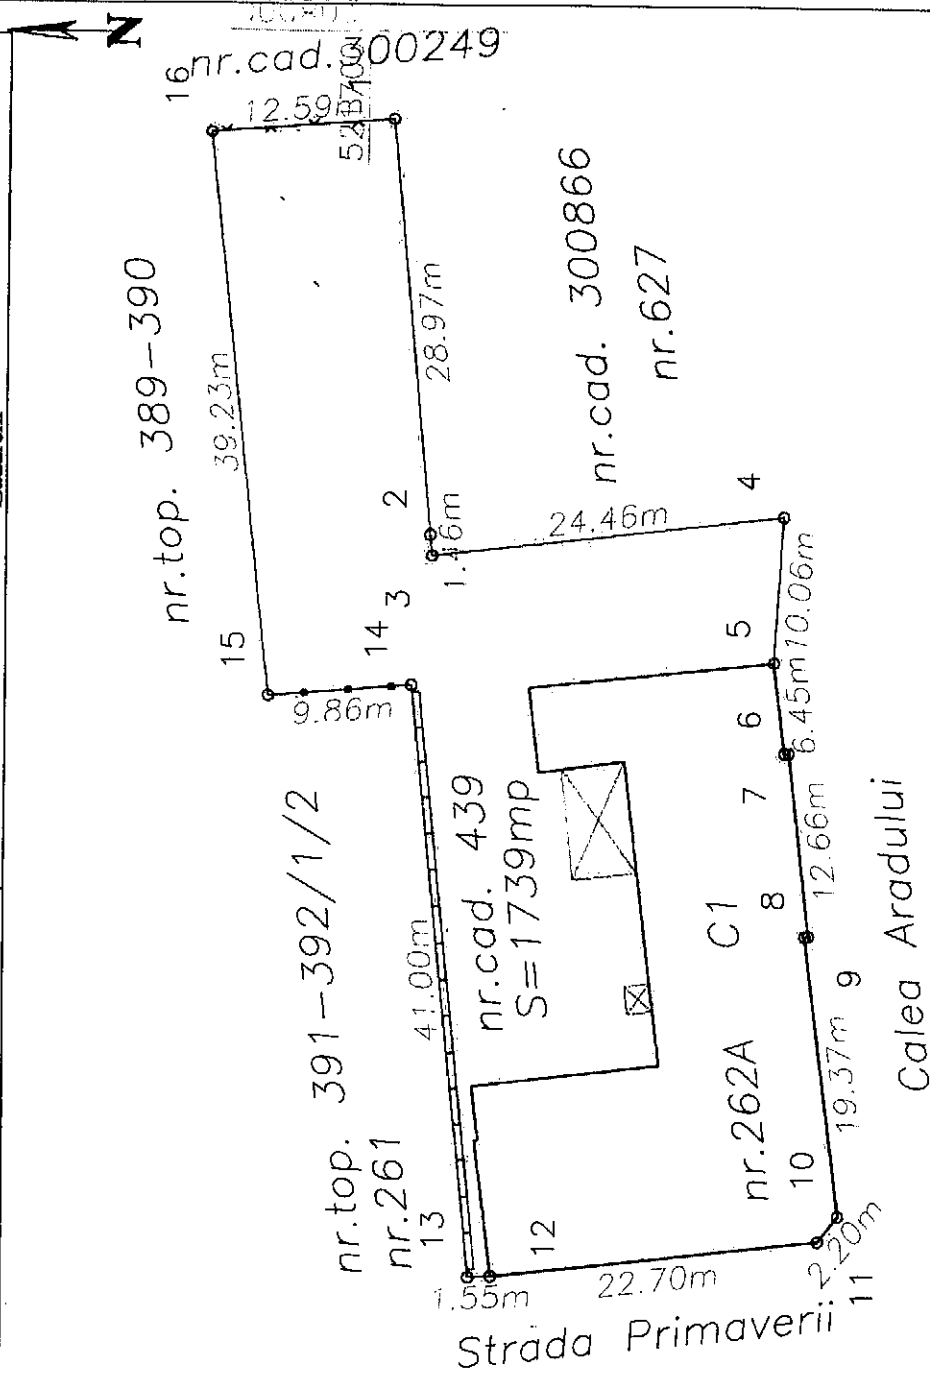 N
nr.cad.300249
16
12.59m
nr.top. 389-390
39.23m
28.97m
nr.cad. 300866
nr.627
15
14
3
2
1.46m
24.46m
4
9.86m
10.06m
5
6.45m
6
7
12.66m
8
nr.top. 391-392/1/2
nr.261
41.00m
nr.cad. 439
S=1739mp
C1
nr.262A
9
19.37m
10
Calea Aradului
13
12
1.55m
22.70m
2.20m
11
Strada Primaverii